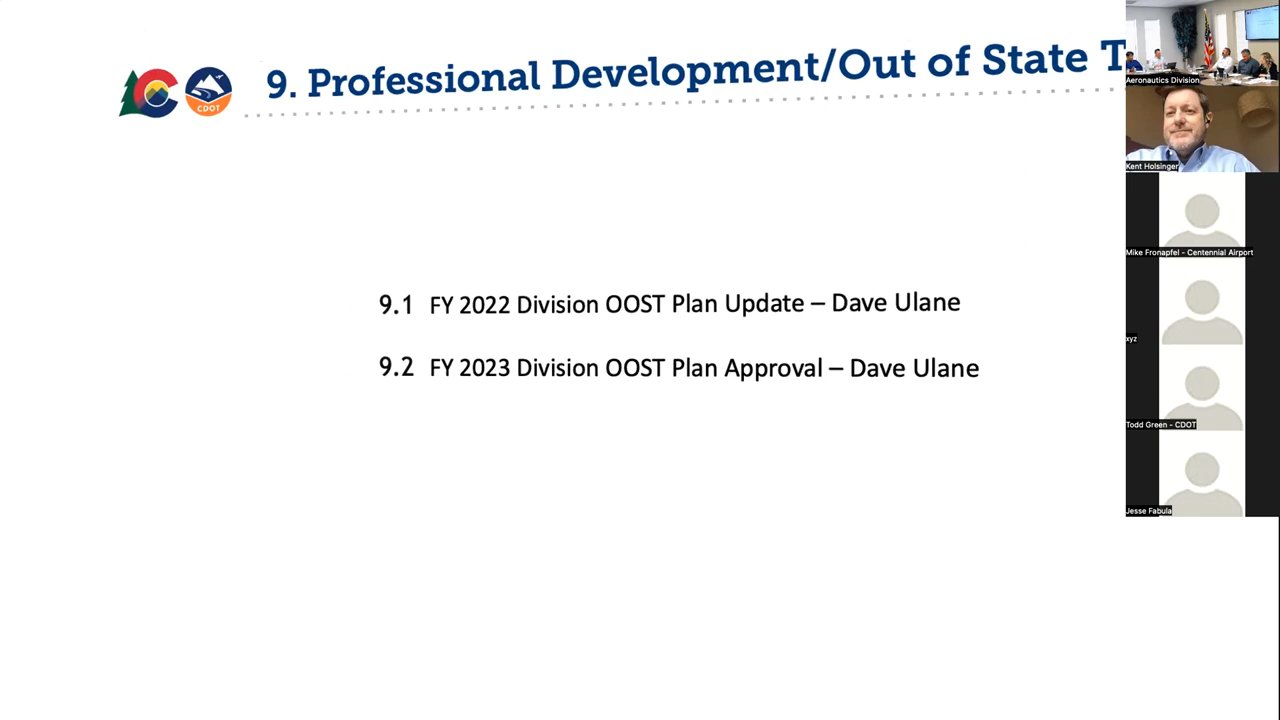 9. Professional Development/Out of State T
CDOT
9.1 FY 2022 Division OOST Plan Update – Dave Ulane
9.2 FY 2023 Division OOST Plan Approval – Dave Ulane
Aeronautics Division
Kent Holsinger
Mike Fronapfel - Centennial Airport
xyz
Todd Green - CDOT
Jesse Fabula